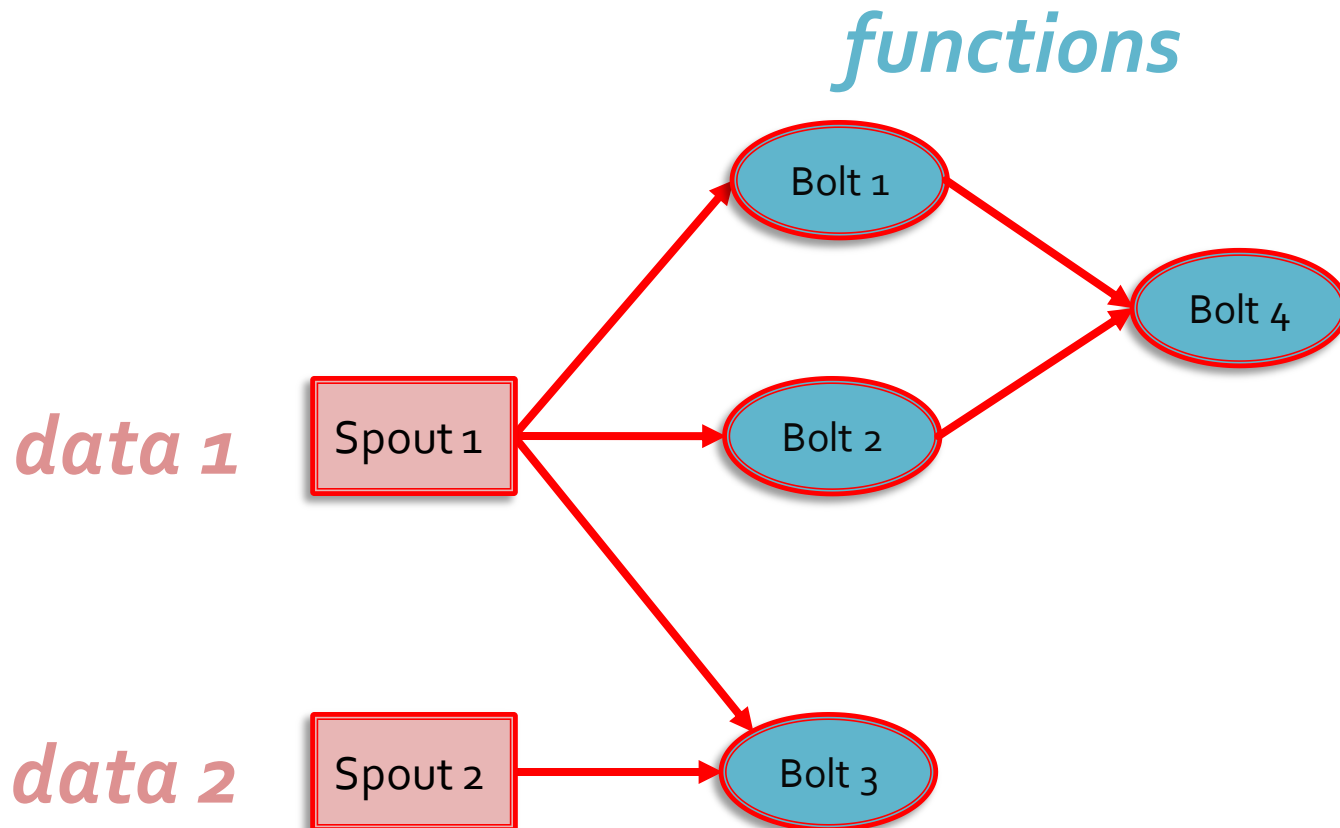 functions
Bolt 1
Bolt 4
data 1
Spout 1
Bolt 2
data 2
Spout 2
Bolt 3